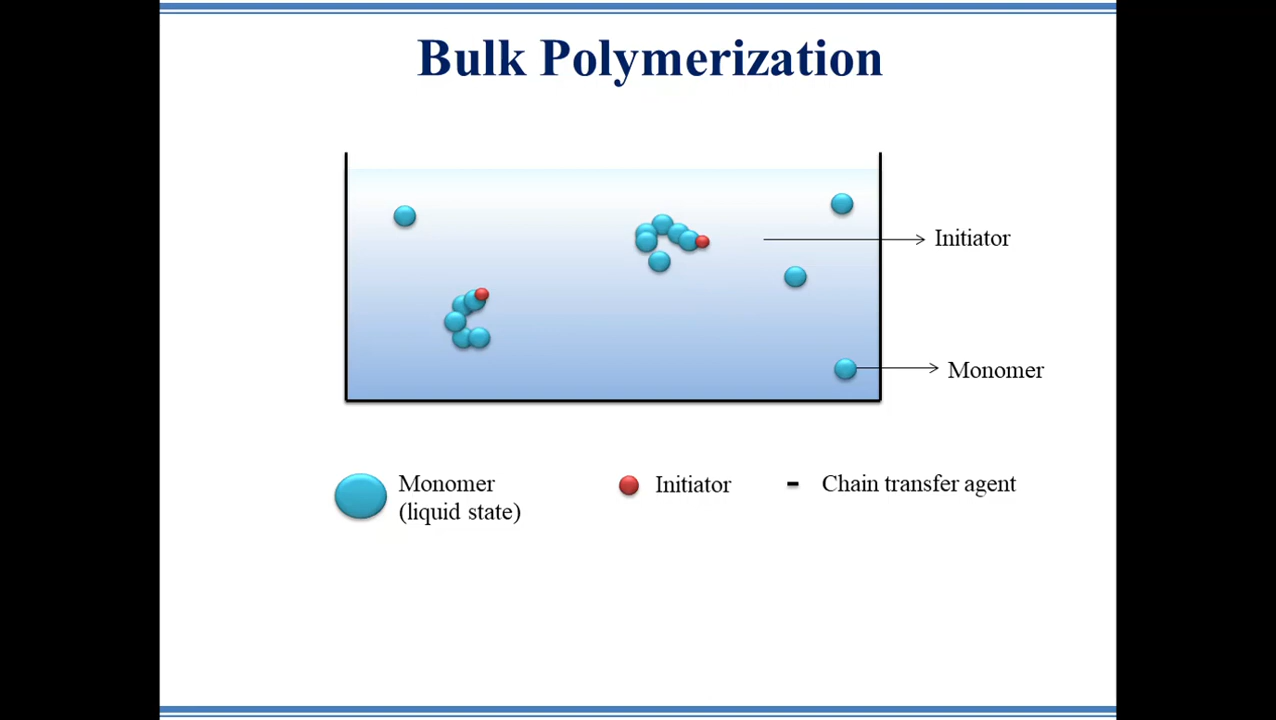 Bulk Polymerization
Initiator
Monomer
Monomer
(liquid state)
Initiator
Chain transfer agent